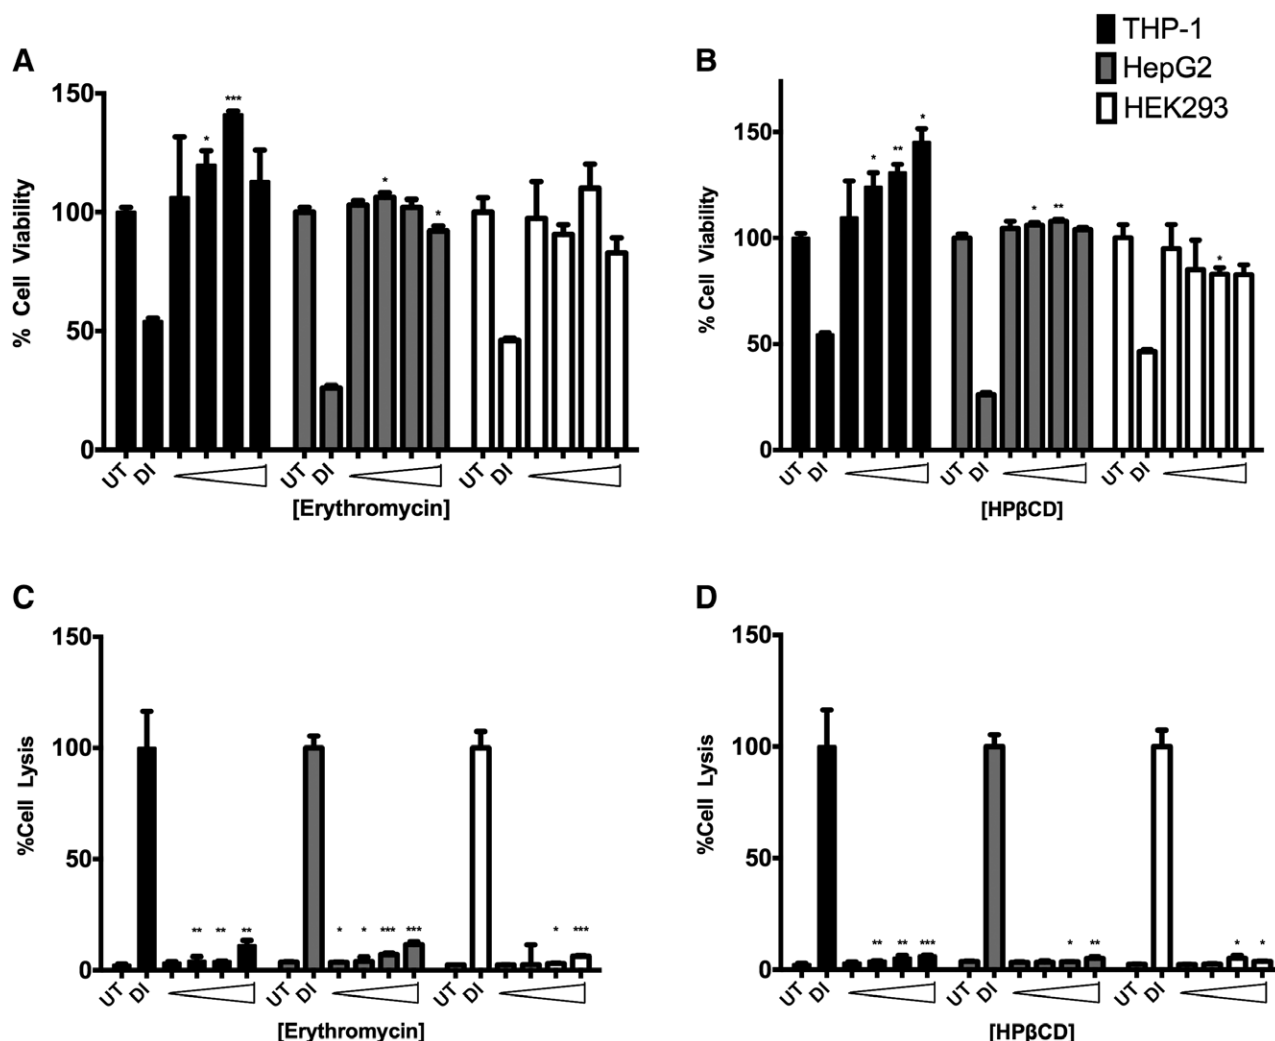 THP-1
HepG2
HEK293
A
% Cell Viability
150
100
50
0
*
***
*
*
UT
DI
UT
DI
UT
DI
[Erythromycin]
B
% Cell Viability
150
100
50
0
*
**
*
*
**
*
UT
DI
UT
DI
UT
DI
[HPβCD]
C
%Cell Lysis
150
100
50
0
**
**
**
*
*
***
***
*
***
UT
DI
UT
DI
UT
DI
[Erythromycin]
D
%Cell Lysis
150
100
50
0
**
**
***
*
**
*
*
UT
DI
UT
DI
UT
DI
[HPβCD]